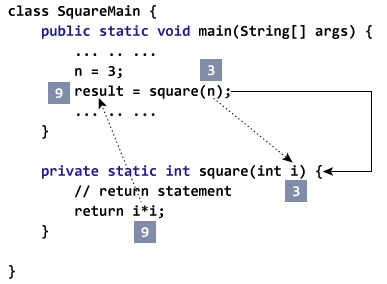 class SquareMain {
public static void main(String[] args) {
... .. ...
n = 3;
3
9
result = square(n);
... .. ...
}
private static int square(int i) {
// return statement
3
return i*i;
}
9
}